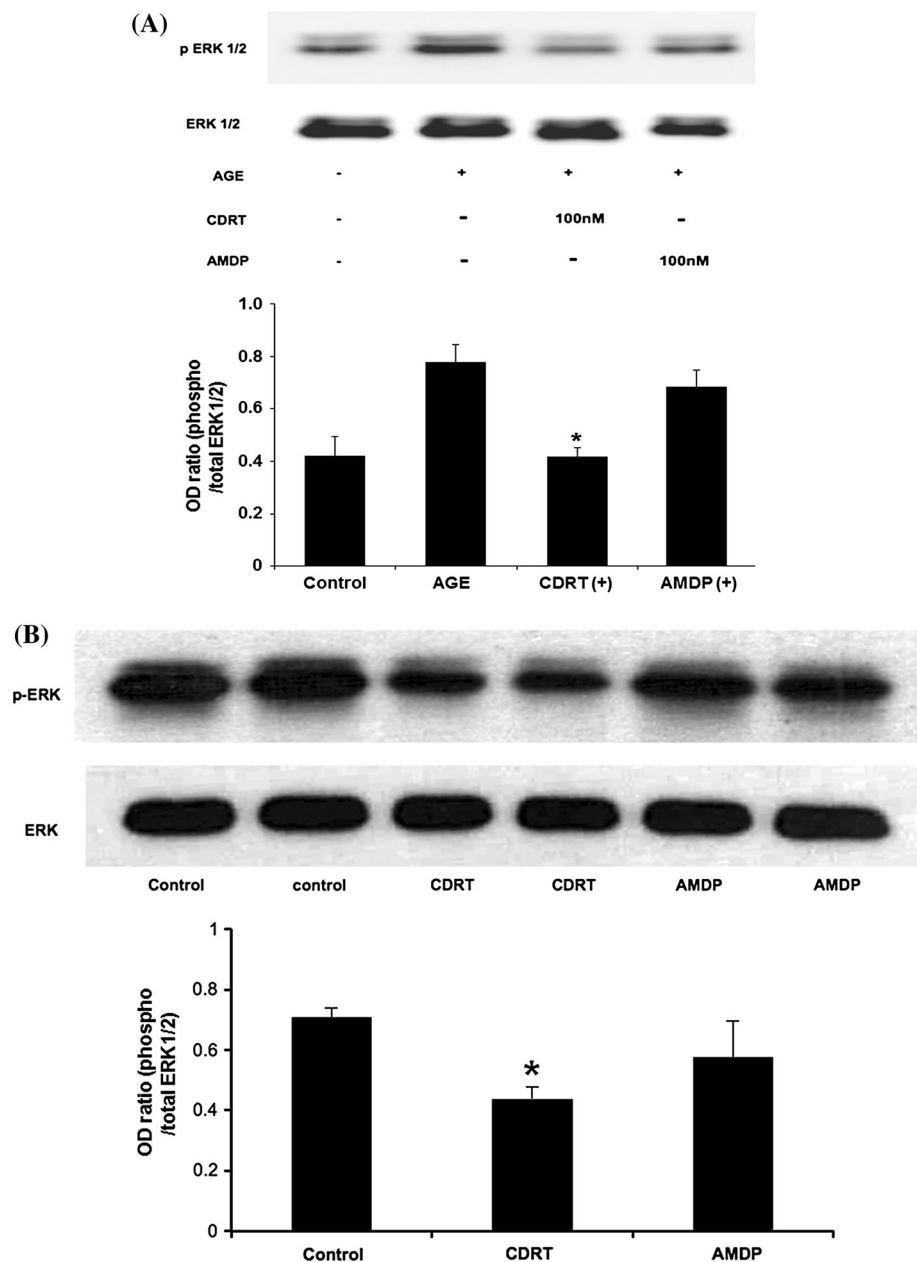 (A)
p ERK 1/2
ERK 1/2
AGE - + + +
CDRT - - 100nM -
AMDP - - - 100nM
OD ratio (phospho
/total ERK1/2)
1.0
0.8
0.6
0.4
0.2
0
*
Control AGE CDRT (+) AMDP (+)
(B)
p-ERK
ERK
Control control CDRT CDRT AMDP AMDP
OD ratio (phospho
/total ERK1/2)
1
0.8
0.6
0.4
0.2
0
*
Control CDRT AMDP